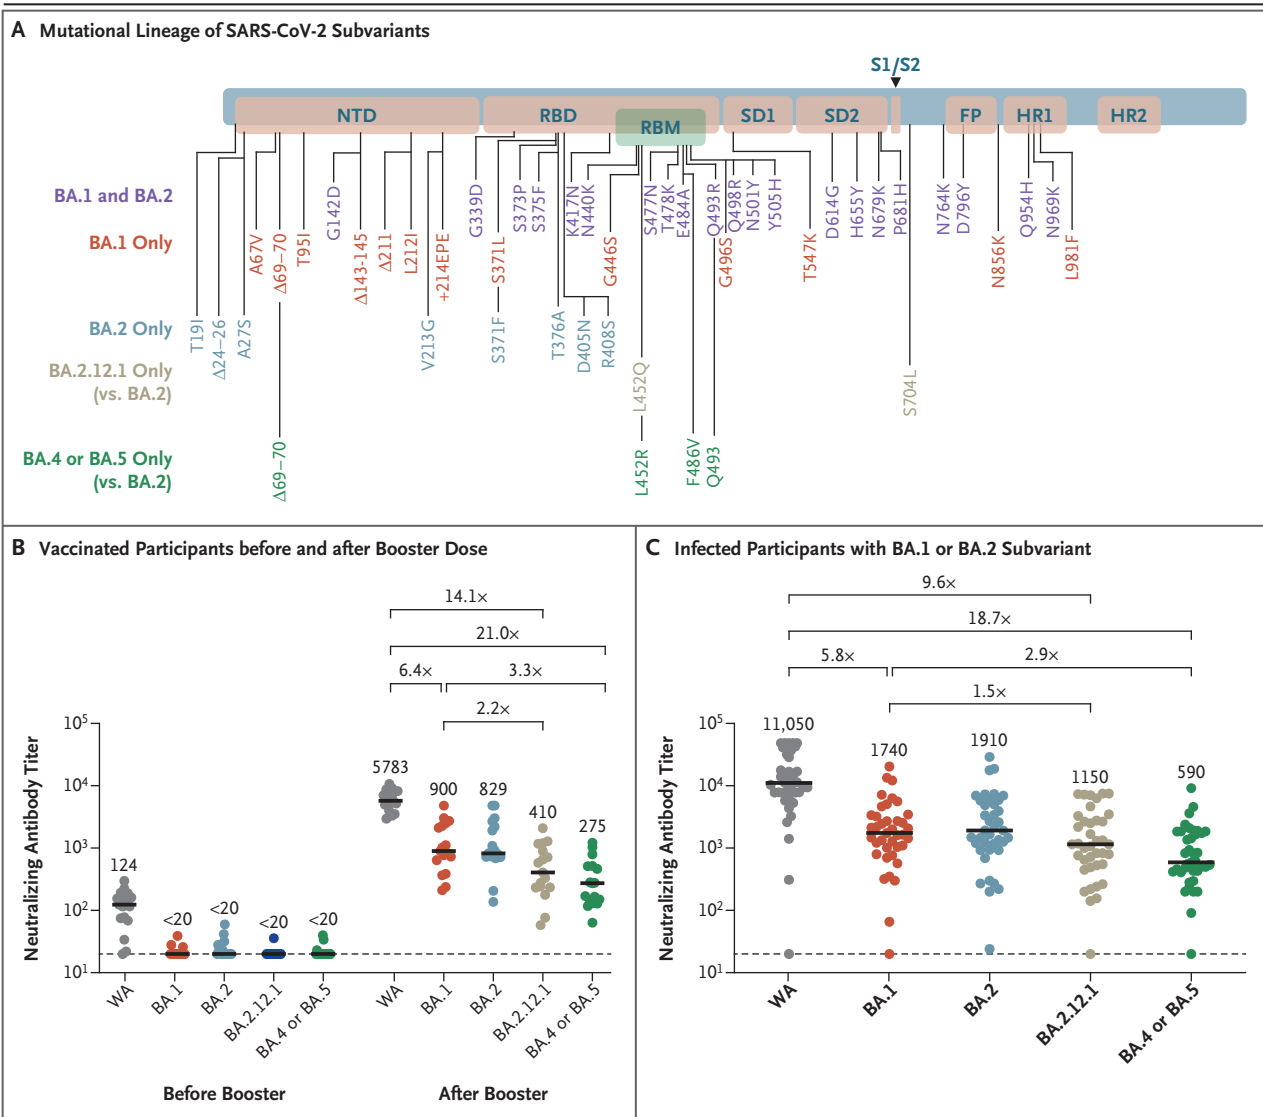 A Mutational Lineage of SARS-CoV-2 Subvariants
S1/S2
NTD RBD RBM SD1 SD2 FP HR1 HR2
BA.1 and BA.2
G142D G339D S373P S375F K417N N440K S477N T478K E484A Q493R Q498R N501Y Y505H D614G H655Y N679K P681H N764K D796Y Q954H N969K
BA.1 Only
A67V Δ69–70 T95I Δ143-145 Δ211 L212I +214EPE S371L G446S G496S T547K N856K L981F
BA.2 Only
T19I Δ24–26 A27S V213G S371F T376A D405N R408S
BA.2.12.1 Only
(vs. BA.2)
L452Q S704L
BA.4 or BA.5 Only
(vs. BA.2)
Δ69–70 L452R F486V Q493
B Vaccinated Participants before and after Booster Dose
14.1×
21.0×
6.4× 3.3×
2.2×
Neutralizing Antibody Titer
10⁵
10⁴
10³
10²
10¹
124 <20 <20 <20 <20 5783 900 829 410 275
WA BA.1 BA.2 BA.2.12.1 BA.4 or BA.5 WA BA.1 BA.2 BA.2.12.1 BA.4 or BA.5
Before Booster After Booster
C Infected Participants with BA.1 or BA.2 Subvariant
9.6×
18.7×
5.8× 2.9×
1.5×
Neutralizing Antibody Titer
10⁵
10⁴
10³
10²
10¹
11,050 1740 1910 1150 590
WA BA.1 BA.2 BA.2.12.1 BA.4 or BA.5